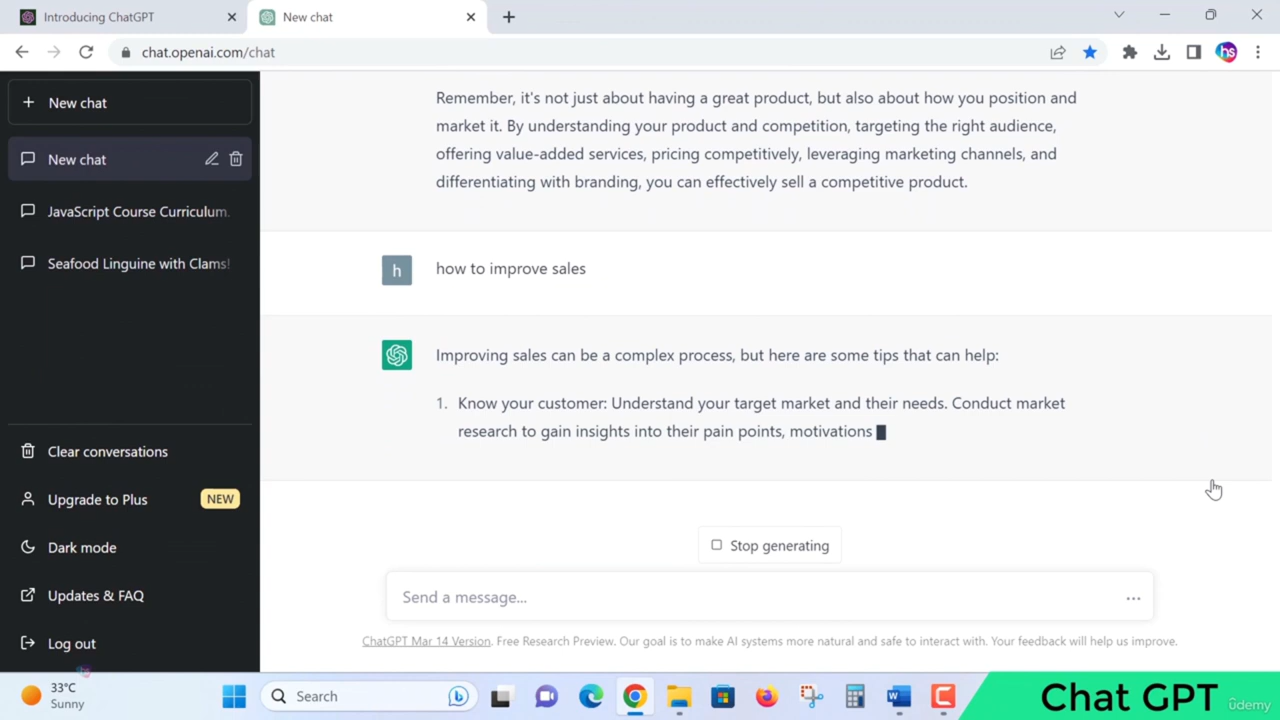 Introducing ChatGPT
New chat
chat.openai.com/chat
hs
New chat
New chat
JavaScript Course Curriculum.
Seafood Linguine with Clams!
Clear conversations
Upgrade to Plus
NEW
Dark mode
Updates & FAQ
Log out
Remember, it's not just about having a great product, but also about how you position and
market it. By understanding your product and competition, targeting the right audience,
offering value-added services, pricing competitively, leveraging marketing channels, and
differentiating with branding, you can effectively sell a competitive product.
h
how to improve sales
Improving sales can be a complex process, but here are some tips that can help:
1. Know your customer: Understand your target market and their needs. Conduct market
research to gain insights into their pain points, motivations
Stop generating
Send a message...
ChatGPT Mar 14 Version. Free Research Preview. Our goal is to make AI systems more natural and safe to interact with. Your feedback will help us improve.
hs
33°C
Sunny
Search
Chat GPT
ûdemy